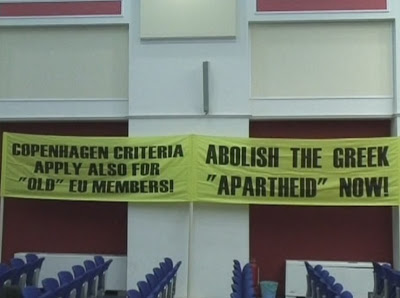 COPENHAGEN CRITERIA
APPLY ALSO FOR
"OLD" EU MEMBERS!
ABOLISH THE GREEK
"APARTHEID" NOW!